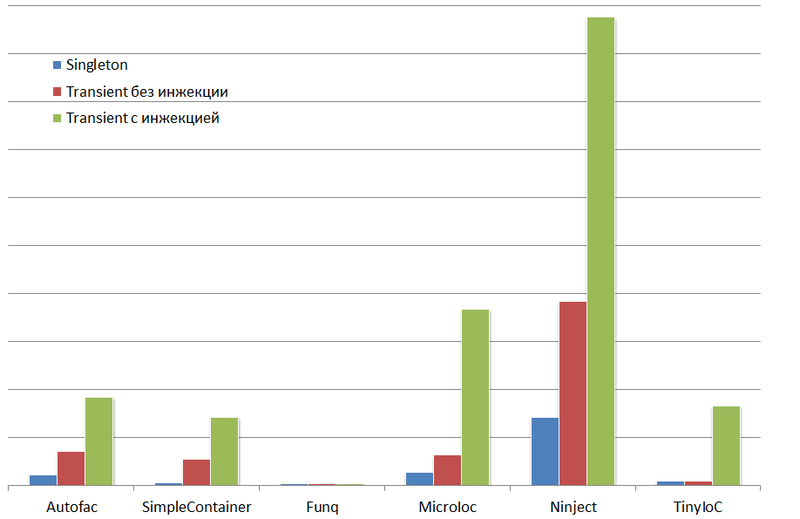 Singleton
Transient без инжекции
Transient с инжекцией
Autofac SimpleContainer Funq MicroIoc Ninject TinyIoC